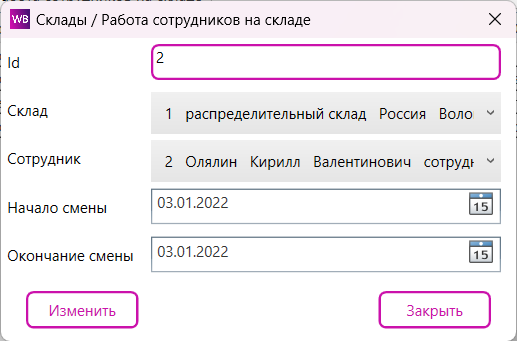 WB Склады / Работа сотрудников на складе
Id
2
Склад
1 распределительный склад Россия Воло
Сотрудник
2 Олялин Кирилл Валентинович сотрудн
Начало смены
03.01.2022
15
Окончание смены
03.01.2022
15
Изменить
Закрыть